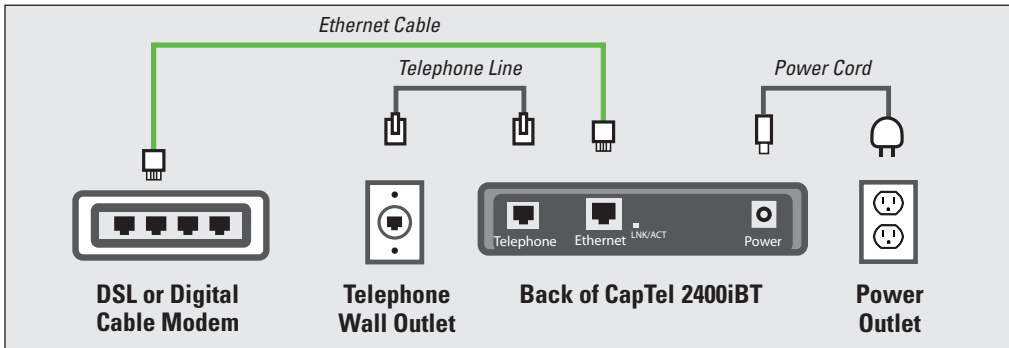 Ethernet Cable
Telephone Line
Power Cord
Telephone
Ethernet
LNK/ACT
Power
DSL or Digital
Cable Modem
Telephone
Wall Outlet
Back of CapTel 2400iBT
Power
Outlet